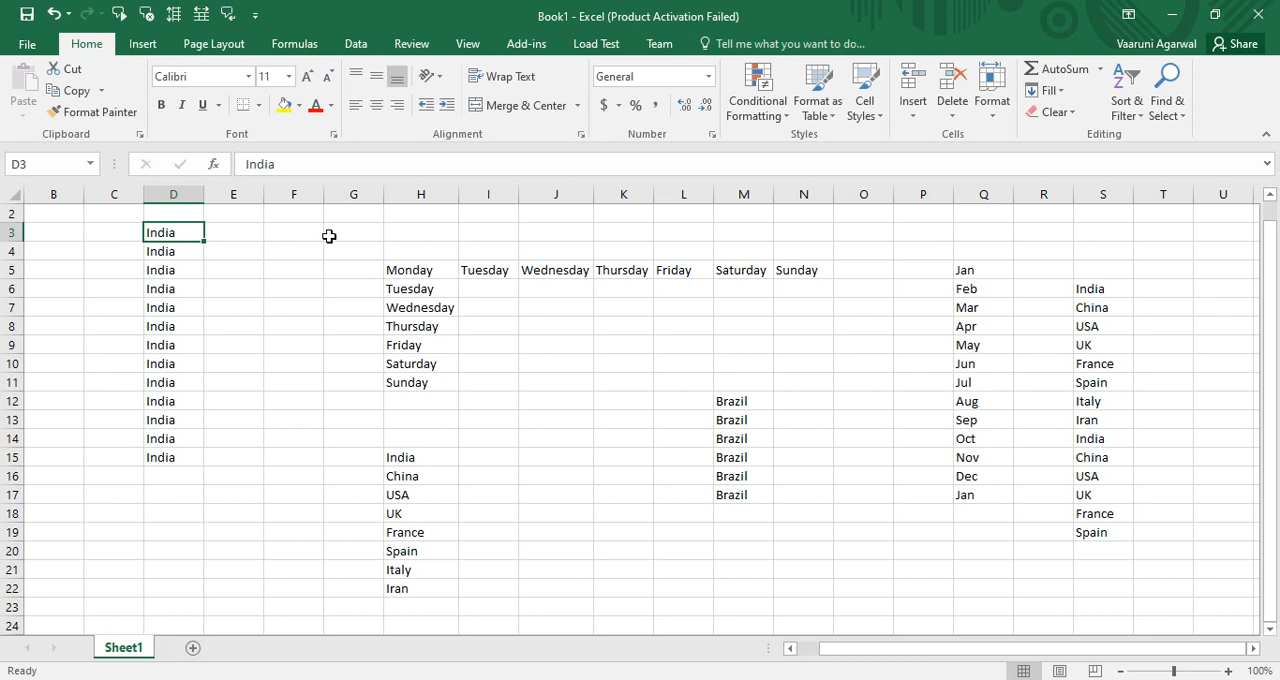 Book1 - Excel (Product Activation Failed)
File Home Insert Page Layout Formulas Data Review View Add-ins Load Test Team Tell me what you want to do... Vaaruni Agarwal Share
Paste
Cut
Copy
Format Painter
Clipboard
Calibri 11
B I U
Font
Wrap Text
Merge & Center
Alignment
General
$ % ,
Number
Conditional Formatting
Format as Table
Cell Styles
Styles
Insert
Delete
Format
Cells
AutoSum
Fill
Clear
Sort & Filter
Find & Select
Editing
D3 fx India
B C D E F G H I J K L M N O P Q R S T U
2
3 India
4 India
5 India Monday Tuesday Wednesday Thursday Friday Saturday Sunday Jan
6 India Tuesday Feb India
7 India Wednesday Mar China
8 India Thursday Apr USA
9 India Friday May UK
10 India Saturday Jun France
11 India Sunday Jul Spain
12 India Brazil Aug Italy
13 India Brazil Sep Iran
14 India Brazil Oct India
15 India India Brazil Nov China
16 China Brazil Dec USA
17 USA Brazil Jan UK
18 UK France
19 France Spain
20 Spain
21 Italy
22 Iran
23
24
Sheet1
Ready 100%